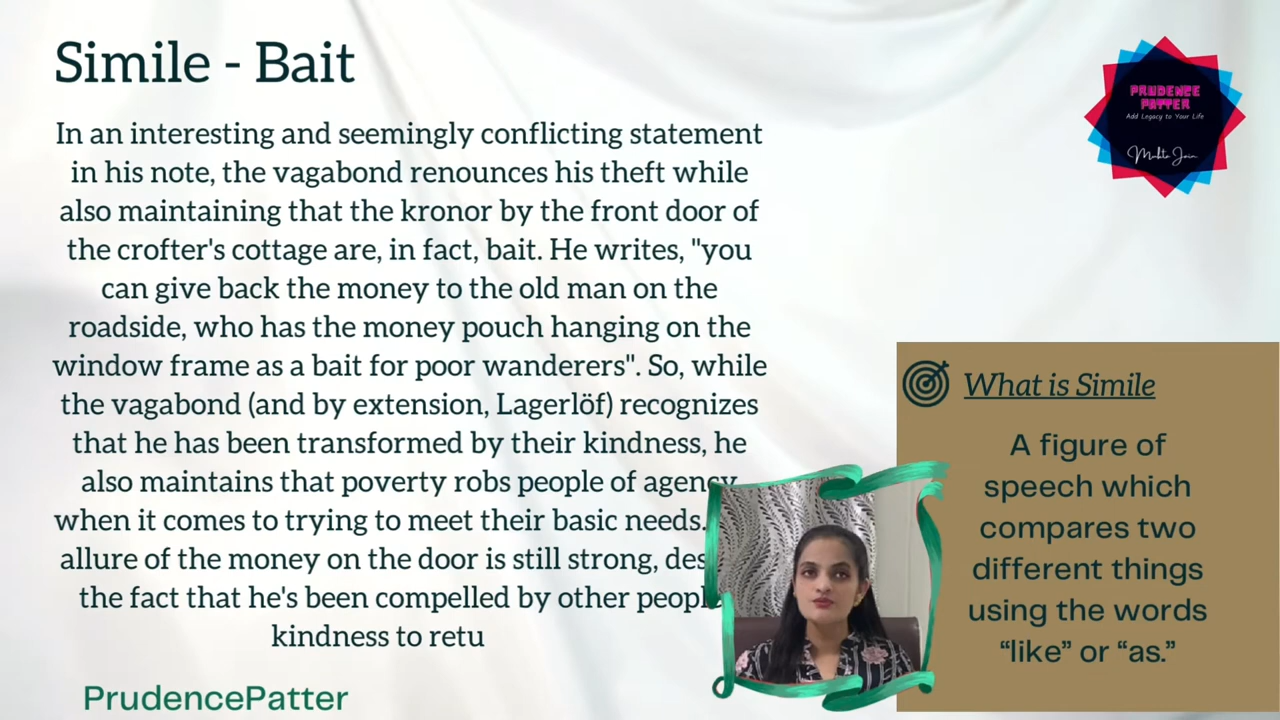 Simile - Bait
In an interesting and seemingly conflicting statement
in his note, the vagabond renounces his theft while
also maintaining that the kronor by the front door of
the crofter's cottage are, in fact, bait. He writes, "you
can give back the money to the old man on the
roadside, who has the money pouch hanging on the
window frame as a bait for poor wanderers". So, while
the vagabond (and by extension, Lagerlöf) recognizes
that he has been transformed by their kindness, he
also maintains that poverty robs people of agency
when it comes to trying to meet their basic needs.
allure of the money on the door is still strong,
the fact that he's been compelled by other
kindness to retu
PrudencePatter
PRUDENCE
PATTER
Add Legacy to Your Life
Mukta Jain
What is Simile
A figure of
speech which
compares two
different things
using the words
“like” or “as.”